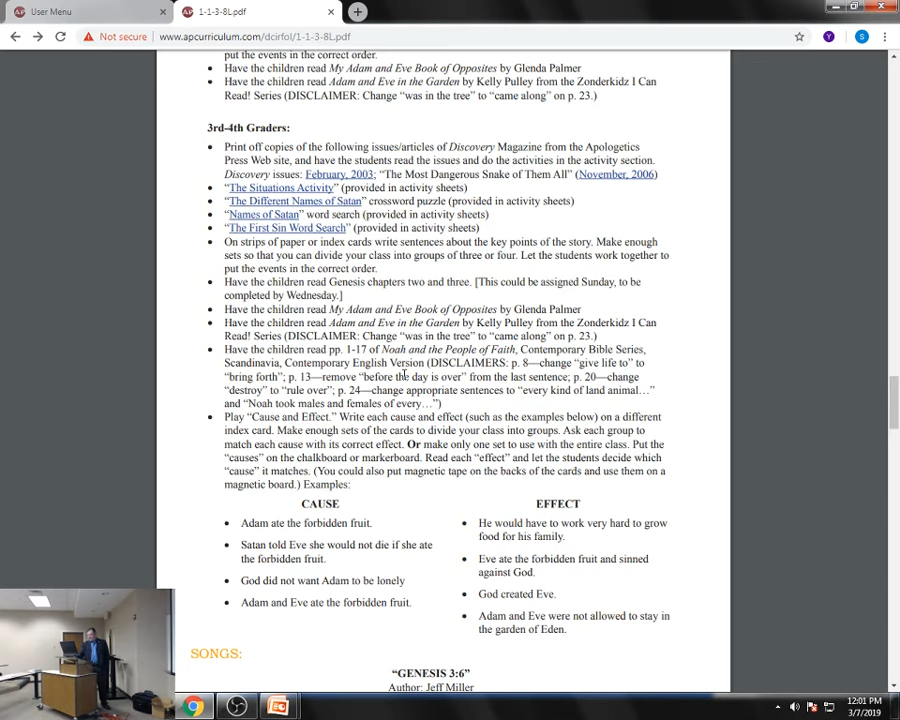 User Menu
1-1-3-8L.pdf
Not secure
www.apcurriculum.com/dcirfol/1-1-3-8L.pdf
put the events in the correct order.
• Have the children read My Adam and Eve Book of Opposites by Glenda Palmer
• Have the children read Adam and Eve in the Garden by Kelly Pulley from the Zonderkidz I Can
Read! Series (DISCLAIMER: Change “was in the tree” to “came along” on p. 23.)
3rd-4th Graders:
• Print off copies of the following issues/articles of Discovery Magazine from the Apologetics
Press Web site, and have the students read the issues and do the activities in the activity section.
Discovery issues: February, 2003; “The Most Dangerous Snake of Them All” (November, 2006)
• “The Situations Activity” (provided in activity sheets)
• “The Different Names of Satan” crossword puzzle (provided in activity sheets)
• “Names of Satan” word search (provided in activity sheets)
• “The First Sin Word Search” (provided in activity sheets)
• On strips of paper or index cards write sentences about the key points of the story. Make enough
sets so that you can divide your class into groups of three or four. Let the students work together to
put the events in the correct order.
• Have the children read Genesis chapters two and three. [This could be assigned Sunday, to be
completed by Wednesday.]
• Have the children read My Adam and Eve Book of Opposites by Glenda Palmer
• Have the children read Adam and Eve in the Garden by Kelly Pulley from the Zonderkidz I Can
Read! Series (DISCLAIMER: Change “was in the tree” to “came along” on p. 23.)
• Have the children read pp. 1-17 of Noah and the People of Faith, Contemporary Bible Series,
Scandinavia, Contemporary English Version (DISCLAIMERS: p. 8—change “give life to” to
“bring forth”; p. 13—remove “before the day is over” from the last sentence; p. 20—change
“destroy” to “rule over”; p. 24—change appropriate sentences to “every kind of land animal…”
and “Noah took males and females of every…”)
• Play “Cause and Effect.” Write each cause and effect (such as the examples below) on a different
index card. Make enough sets of the cards to divide your class into groups. Ask each group to
match each cause with its correct effect. Or make only one set to use with the entire class. Put the
“causes” on the chalkboard or markerboard. Read each “effect” and let the students decide which
“cause” it matches. (You could also put magnetic tape on the backs of the cards and use them on a
magnetic board.) Examples:
CAUSE
• Adam ate the forbidden fruit.
• Satan told Eve she would not die if she ate
the forbidden fruit.
• God did not want Adam to be lonely
• Adam and Eve ate the forbidden fruit.
EFFECT
• He would have to work very hard to grow
food for his family.
• Eve ate the forbidden fruit and sinned
against God.
• God created Eve.
• Adam and Eve were not allowed to stay in
the garden of Eden.
SONGS:
“GENESIS 3:6”
Author: Jeff Miller
12:01 PM
3/7/2019